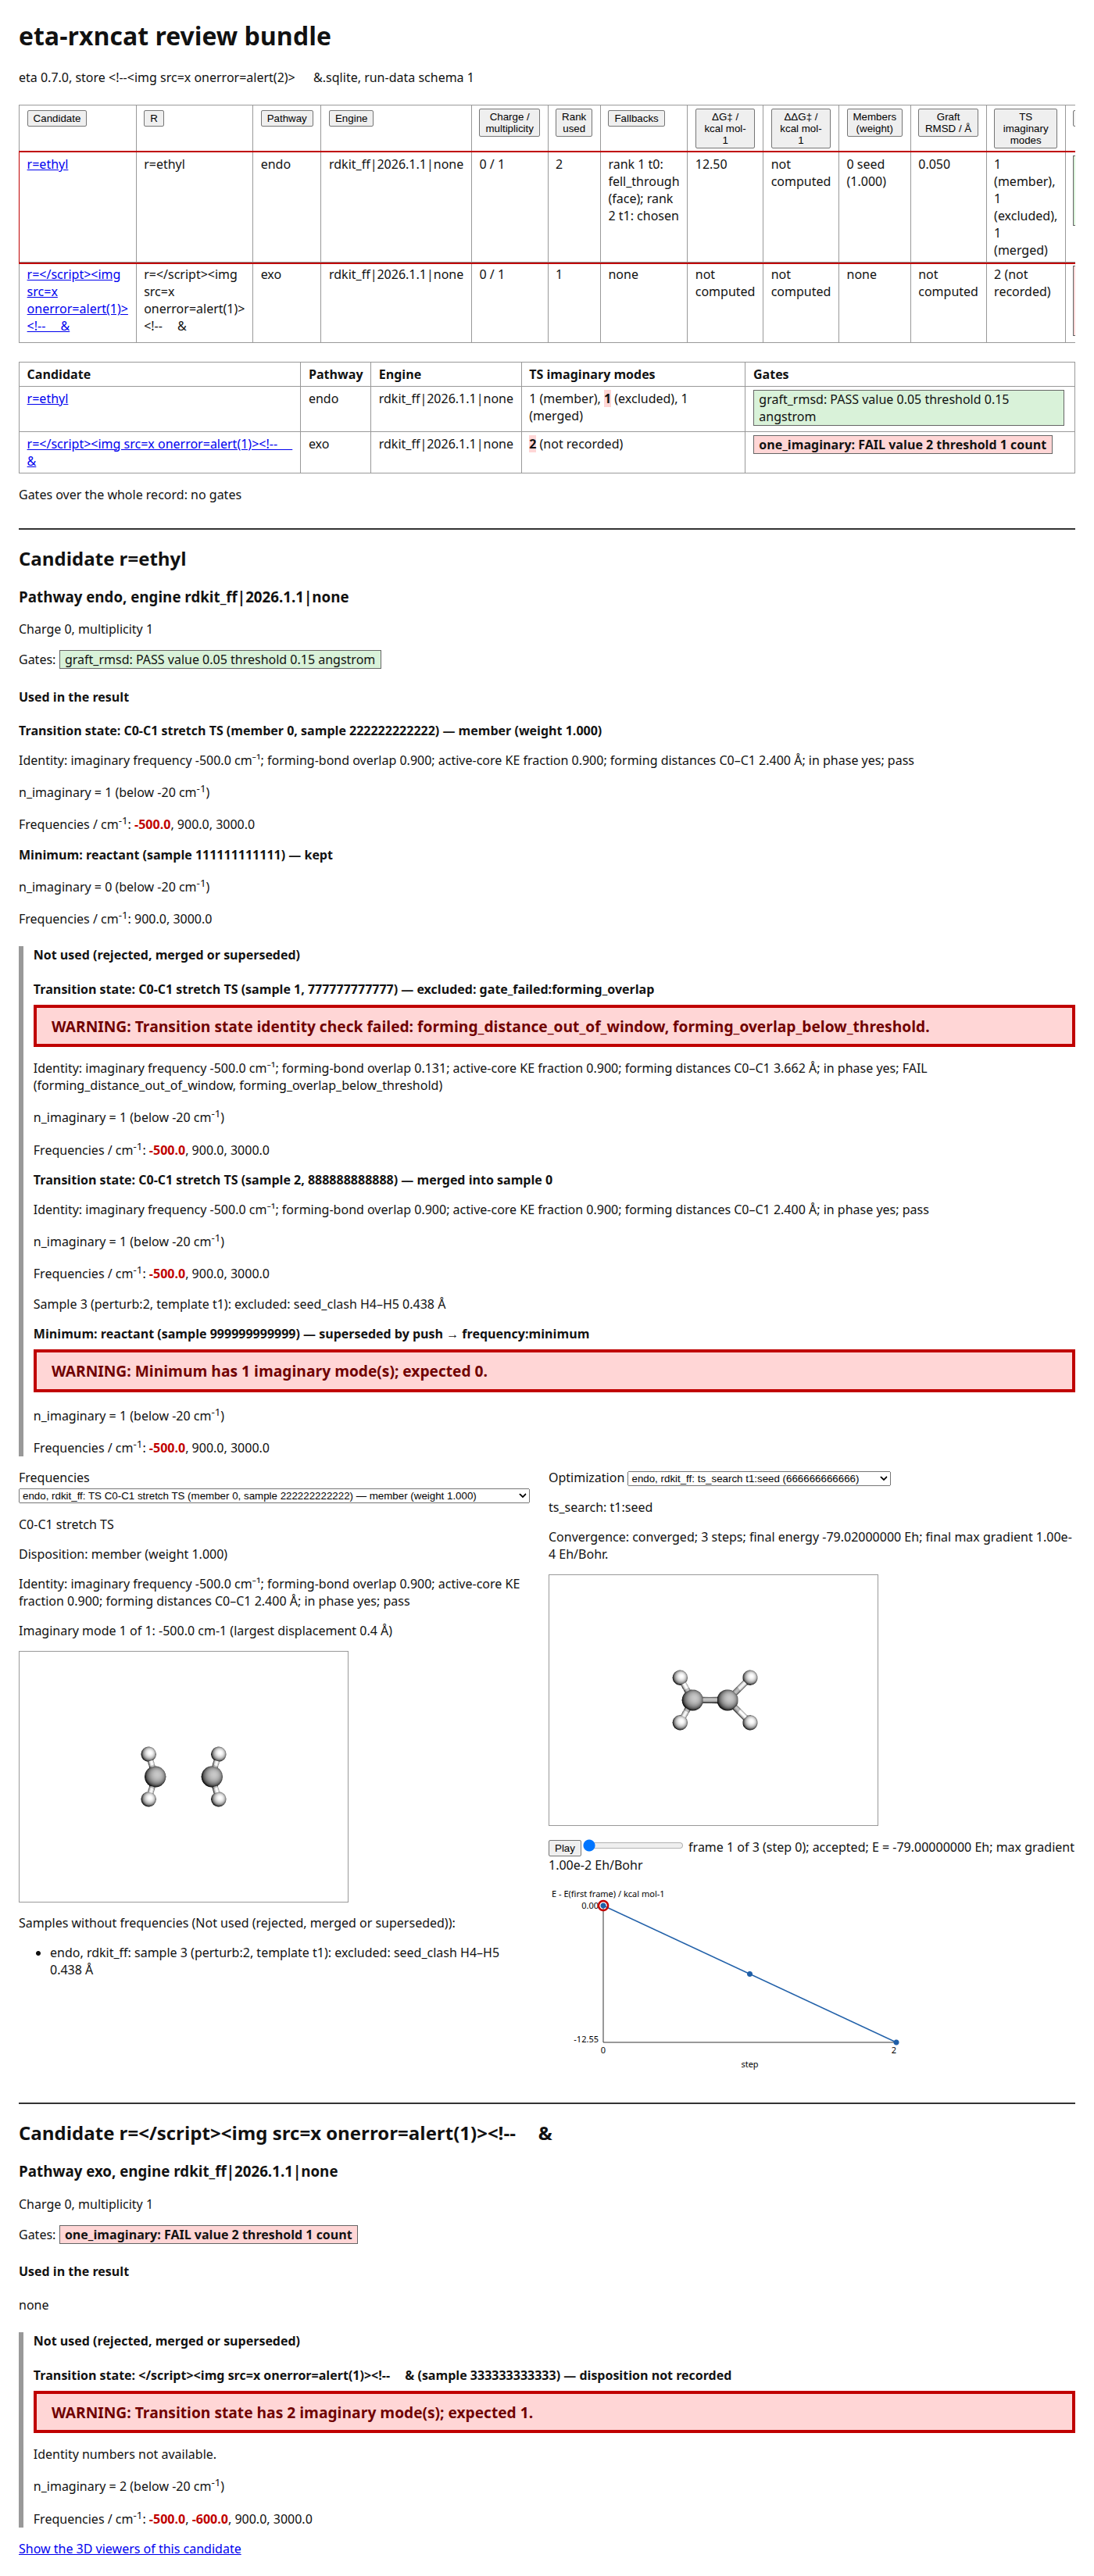 eta-rxncat review bundle
eta 0.7.0, store <!--<img src=x onerror=alert(2)>     &.sqlite, run-data schema 1
Candidate R Pathway Engine Charge / multiplicity Rank used Fallbacks ΔG‡ / kcal mol-1 ΔΔG‡ / kcal mol-1 Members (weight) Graft RMSD / Å TS imaginary modes
r=ethyl r=ethyl endo rdkit_ff|2026.1.1|none 0 / 1 2 rank 1 t0: fell_through (face); rank 2 t1: chosen 12.50 not computed 0 seed (1.000) 0.050 1 (member), 1 (excluded), 1 (merged)
r=</script><img src=x onerror=alert(1)><!--     & r=</script><img src=x onerror=alert(1)><!--     & exo rdkit_ff|2026.1.1|none 0 / 1 1 none not computed not computed none not computed 2 (not recorded)
Candidate Pathway Engine TS imaginary modes Gates
r=ethyl endo rdkit_ff|2026.1.1|none 1 (member), 1 (excluded), 1 (merged) graft_rmsd: PASS value 0.05 threshold 0.15 angstrom
r=</script><img src=x onerror=alert(1)><!--     & exo rdkit_ff|2026.1.1|none 2 (not recorded) one_imaginary: FAIL value 2 threshold 1 count
Gates over the whole record: no gates
Candidate r=ethyl
Pathway endo, engine rdkit_ff|2026.1.1|none
Charge 0, multiplicity 1
Gates: graft_rmsd: PASS value 0.05 threshold 0.15 angstrom
Used in the result
Transition state: C0-C1 stretch TS (member 0, sample 222222222222) — member (weight 1.000)
Identity: imaginary frequency -500.0 cm⁻¹; forming-bond overlap 0.900; active-core KE fraction 0.900; forming distances C0–C1 2.400 Å; in phase yes; pass
n_imaginary = 1 (below -20 cm-1)
Frequencies / cm-1: -500.0, 900.0, 3000.0
Minimum: reactant (sample 111111111111) — kept
n_imaginary = 0 (below -20 cm-1)
Frequencies / cm-1: 900.0, 3000.0
Not used (rejected, merged or superseded)
Transition state: C0-C1 stretch TS (sample 1, 777777777777) — excluded: gate_failed:forming_overlap
WARNING: Transition state identity check failed: forming_distance_out_of_window, forming_overlap_below_threshold.
Identity: imaginary frequency -500.0 cm⁻¹; forming-bond overlap 0.131; active-core KE fraction 0.900; forming distances C0–C1 3.662 Å; in phase yes; FAIL
(forming_distance_out_of_window, forming_overlap_below_threshold)
n_imaginary = 1 (below -20 cm-1)
Frequencies / cm-1: -500.0, 900.0, 3000.0
Transition state: C0-C1 stretch TS (sample 2, 888888888888) — merged into sample 0
Identity: imaginary frequency -500.0 cm⁻¹; forming-bond overlap 0.900; active-core KE fraction 0.900; forming distances C0–C1 2.400 Å; in phase yes; pass
n_imaginary = 1 (below -20 cm-1)
Frequencies / cm-1: -500.0, 900.0, 3000.0
Sample 3 (perturb:2, template t1): excluded: seed_clash H4–H5 0.438 Å
Minimum: reactant (sample 999999999999) — superseded by push → frequency:minimum
WARNING: Minimum has 1 imaginary mode(s); expected 0.
n_imaginary = 1 (below -20 cm-1)
Frequencies / cm-1: -500.0, 900.0, 3000.0
Frequencies
endo, rdkit_ff: TS C0-C1 stretch TS (member 0, sample 222222222222) — member (weight 1.000)
C0-C1 stretch TS
Disposition: member (weight 1.000)
Identity: imaginary frequency -500.0 cm⁻¹; forming-bond overlap 0.900; active-core KE
fraction 0.900; forming distances C0–C1 2.400 Å; in phase yes; pass
Imaginary mode 1 of 1: -500.0 cm-1 (largest displacement 0.4 Å)
Samples without frequencies (Not used (rejected, merged or superseded)):
endo, rdkit_ff: sample 3 (perturb:2, template t1): excluded: seed_clash H4–H5
0.438 Å
Optimization endo, rdkit_ff: ts_search t1:seed (666666666666)
ts_search: t1:seed
Convergence: converged; 3 steps; final energy -79.02000000 Eh; final max gradient 1.00e-
4 Eh/Bohr.
Play frame 1 of 3 (step 0); accepted; E = -79.00000000 Eh; max gradient
1.00e-2 Eh/Bohr
E - E(first frame) / kcal mol-1
0.00
-12.55
0 2
step
Candidate r=</script><img src=x onerror=alert(1)><!--     &
Pathway exo, engine rdkit_ff|2026.1.1|none
Charge 0, multiplicity 1
Gates: one_imaginary: FAIL value 2 threshold 1 count
Used in the result
none
Not used (rejected, merged or superseded)
Transition state: </script><img src=x onerror=alert(1)><!--     & (sample 333333333333) — disposition not recorded
WARNING: Transition state has 2 imaginary mode(s); expected 1.
Identity numbers not available.
n_imaginary = 2 (below -20 cm-1)
Frequencies / cm-1: -500.0, -600.0, 900.0, 3000.0
Show the 3D viewers of this candidate